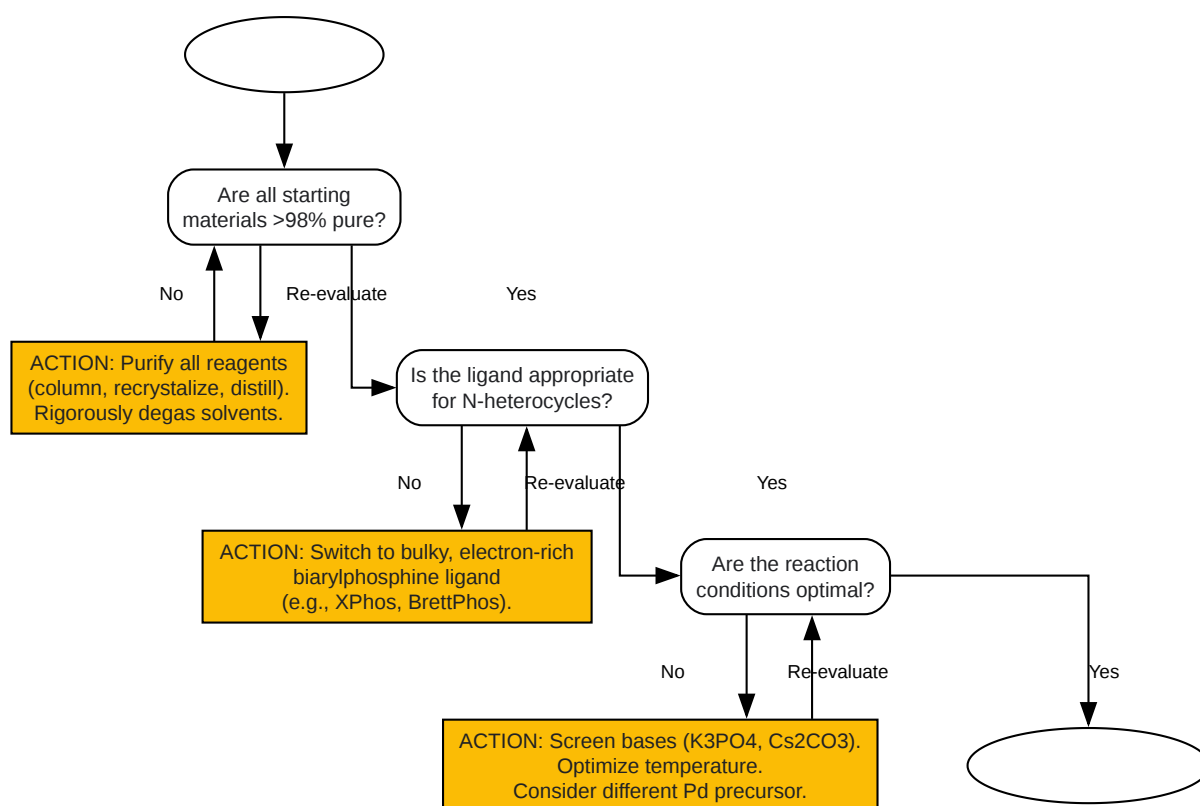 Are all starting
materials >98% pure?
No
Re-evaluate
Yes
ACTION: Purify all reagents
(column, recrystalize, distill).
Rigorously degas solvents.
Is the ligand appropriate
for N-heterocycles?
No
Re-evaluate
Yes
ACTION: Switch to bulky, electron-rich
biarylphosphine ligand
(e.g., XPhos, BrettPhos).
Are the reaction
conditions optimal?
No
Re-evaluate
Yes
ACTION: Screen bases (K3PO4, Cs2CO3).
Optimize temperature.
Consider different Pd precursor.